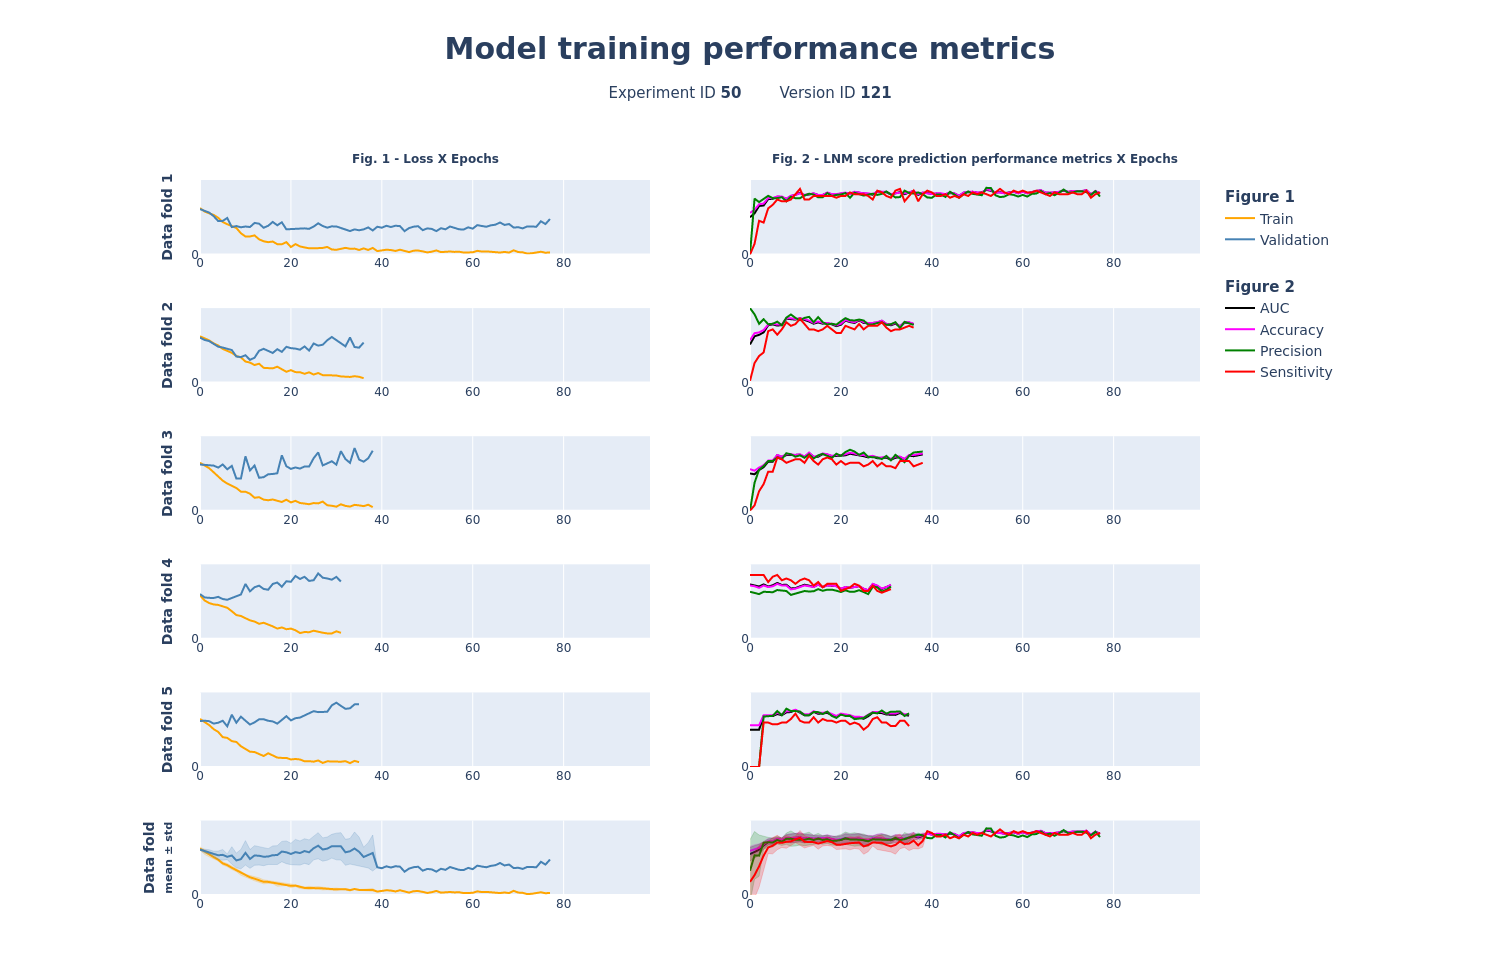 Model training performance metrics
Experiment ID 50 Version ID 121
Fig. 1 - Loss X Epochs
Fig. 2 - LNM score prediction performance metrics X Epochs
Data fold 1
0
0 20 40 60 80
0
0 20 40 60 80
Figure 1
Train
Validation
Figure 2
AUC
Accuracy
Precision
Sensitivity
Data fold 2
0
0 20 40 60 80
0
0 20 40 60 80
Data fold 3
0
0 20 40 60 80
0
0 20 40 60 80
Data fold 4
0
0 20 40 60 80
0
0 20 40 60 80
Data fold 5
0
0 20 40 60 80
0
0 20 40 60 80
Data fold
mean ± std
0
0 20 40 60 80
0
0 20 40 60 80